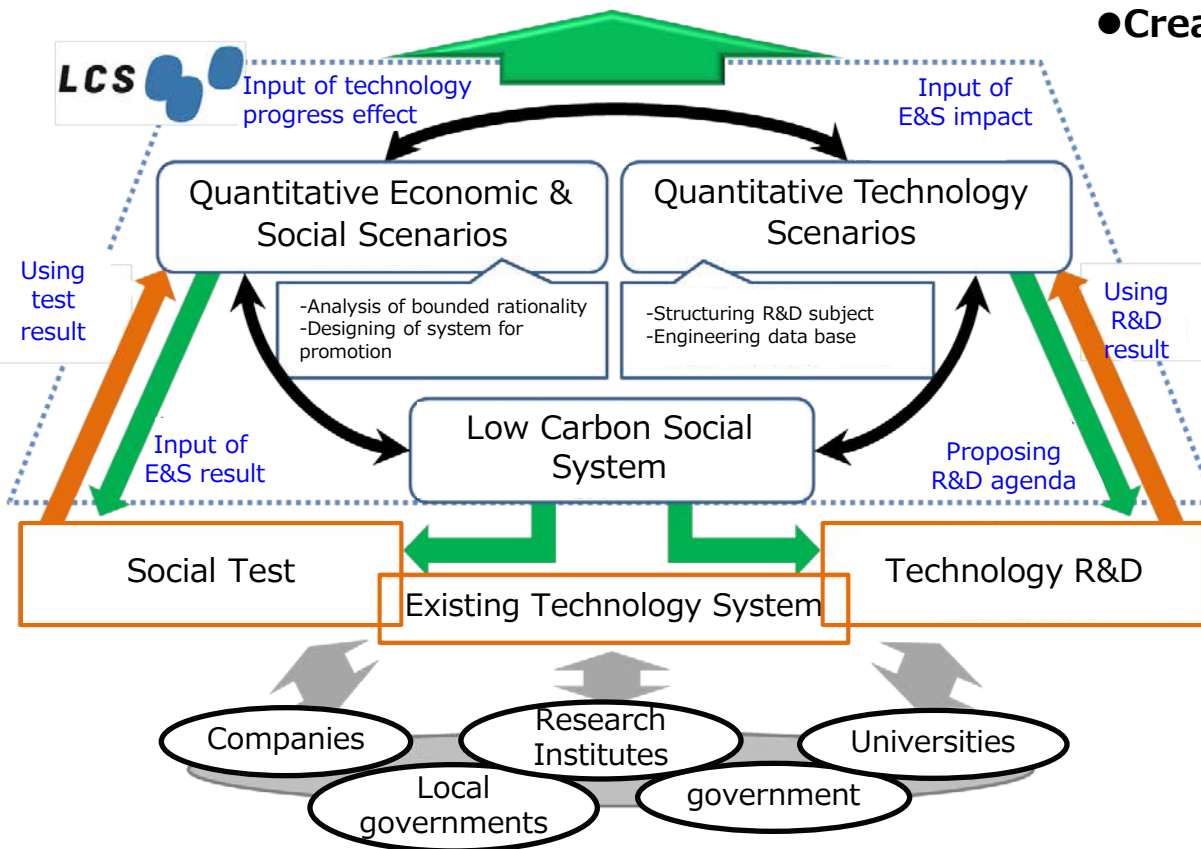 ●Crea
LCS
Input of technology
progress effect
Input of
E&S impact
Quantitative Economic &
Social Scenarios
Quantitative Technology
Scenarios
Using
test
result
-Analysis of bounded rationality
-Designing of system for
promotion
-Structuring R&D subject
-Engineering data base
Using
R&D
result
Low Carbon Social
System
Input of
E&S result
Proposing
R&D agenda
Social Test
Existing Technology System
Technology R&D
Companies
Research
Institutes
Universities
Local
governments
government